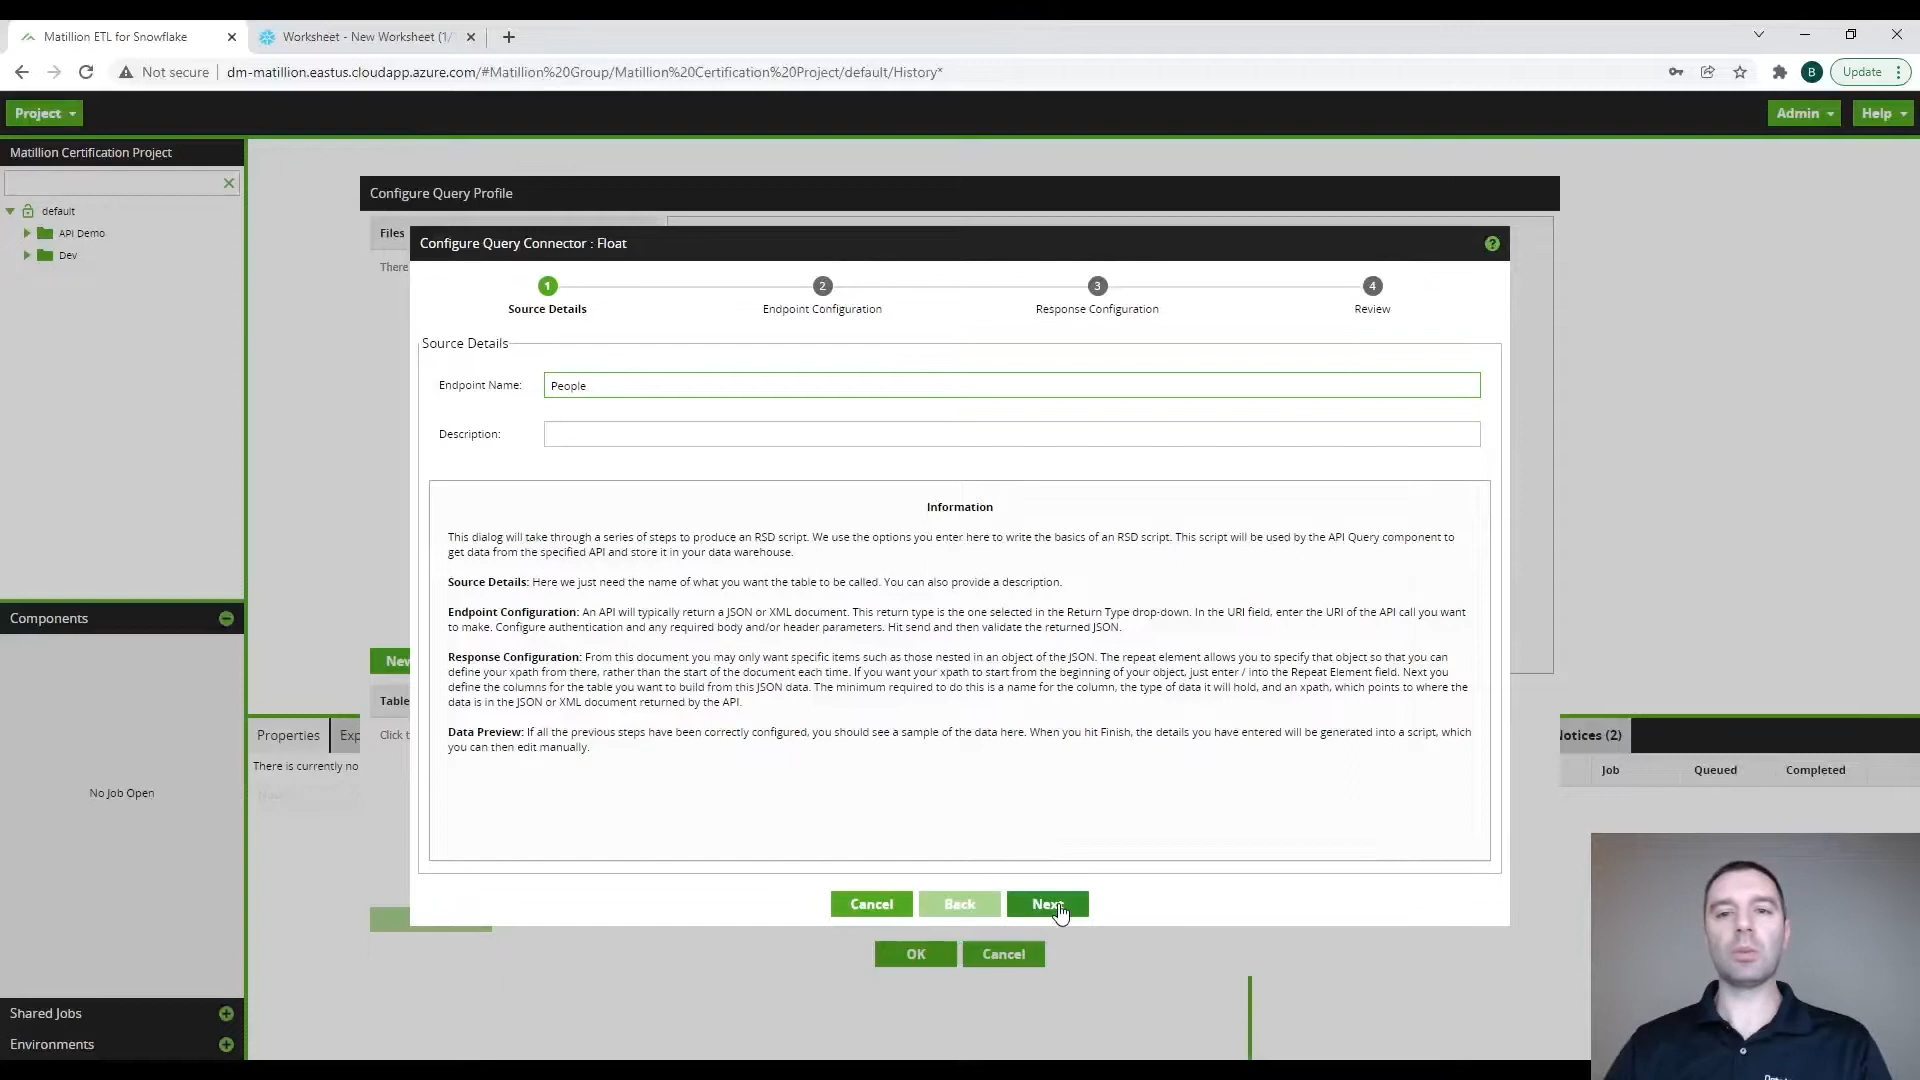 Matillion ETL for Snowflake
Worksheet - New Worksheet (1/
Not secure
dm-matillion.eastus.cloudapp.azure.com/#Matillion%20Group/Matillion%20Certification%20Project/default/History*
B
Update
Project
Admin
Help
Matillion Certification Project
default
API Demo
Dev
Configure Query Profile
Files
There
Configure Query Connector : Float
?
1
2
3
4
Source Details
Endpoint Configuration
Response Configuration
Review
Source Details
Endpoint Name:
People
Description:
Information
This dialog will take through a series of steps to produce an RSD script. We use the options you enter here to write the basics of an RSD script. This script will be used by the API Query component to
get data from the specified API and store it in your data warehouse.
Source Details: Here we just need the name of what you want the table to be called. You can also provide a description.
Endpoint Configuration: An API will typically return a JSON or XML document. This return type is the one selected in the Return Type drop-down. In the URI field, enter the URI of the API call you want
to make. Configure authentication and any required body and/or header parameters. Hit send and then validate the returned JSON.
Response Configuration: From this document you may only want specific items such as those nested in an object of the JSON. The repeat element allows you to specify that object so that you can
define your xpath from there, rather than the start of the document each time. If you want your xpath to start from the beginning of your object, just enter / into the Repeat Element field. Next you
define the columns for the table you want to build from this JSON data. The minimum required to do this is a name for the column, the type of data it will hold, and an xpath, which points to where the
data is in the JSON or XML document returned by the API.
Data Preview: If all the previous steps have been correctly configured, you should see a sample of the data here. When you hit Finish, the details you have entered will be generated into a script, which
you can then edit manually.
Cancel
Back
Next
OK
Cancel
Components
No Job Open
Shared Jobs
Environments
New
Table
Click t
Properties
Exp
There is currently no
Notices (2)
Job
Queued
Completed